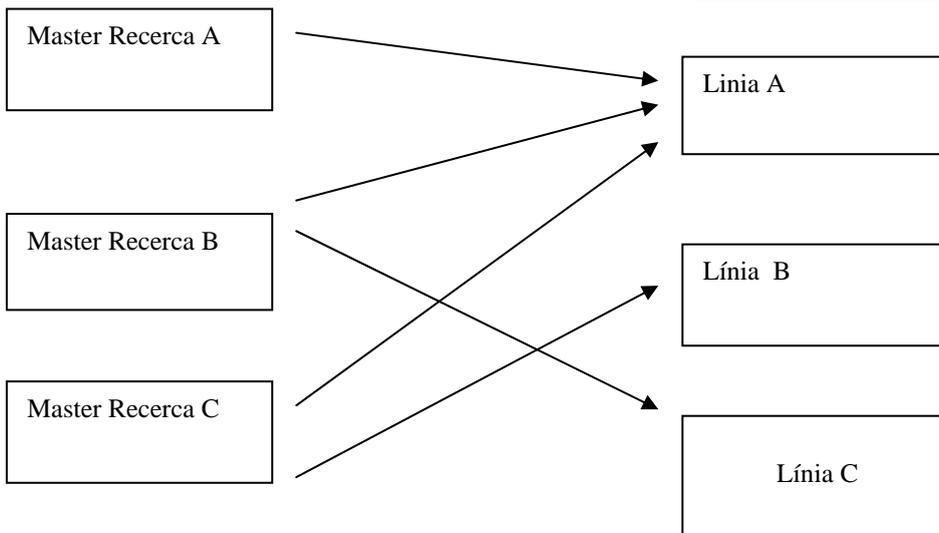 Master Recerca A
Linia A
Master Recerca B
Línia  B
Master Recerca C
Línia C